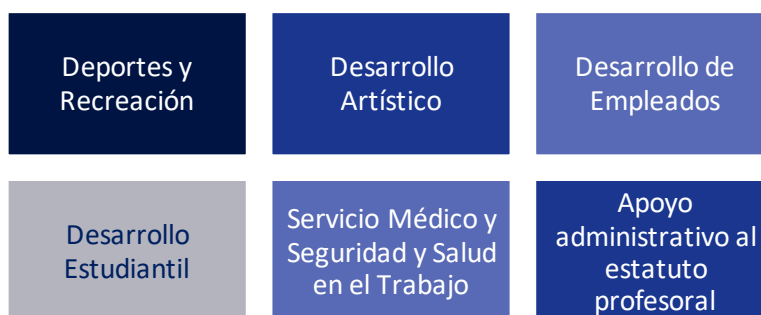 Deportes y
Recreación
Desarrollo
Artístico
Desarrollo de
Empleados
Desarrollo
Estudiantil
Servicio Médico y
Seguridad y Salud
en el Trabajo
Apoyo
administrativo al
estatuto
profesoral